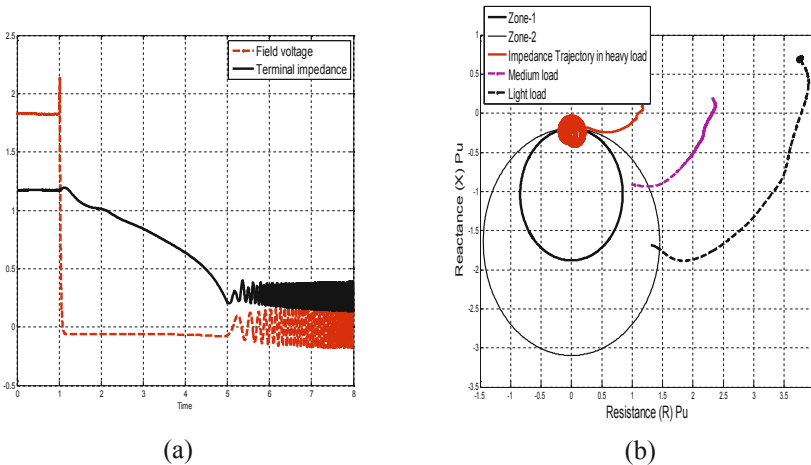 Field voltage
Terminal impedance
2.5
2
1.5
1
0.5
0
-0.5
0 1 2 3 4 5 6 7 8
Time
(a)
Zone-1
Zone-2
Impedance Trajectory in heavy load
Medium load
Light load
Reactance (X) Pu
1.5
1
0.5
0
-0.5
-1
-1.5
-2
-2.5
-3
-3.5
-1.5 -1 -0.5 0 0.5 1 1.5 2 2.5 3 3.5
Resistance (R) Pu
(b)